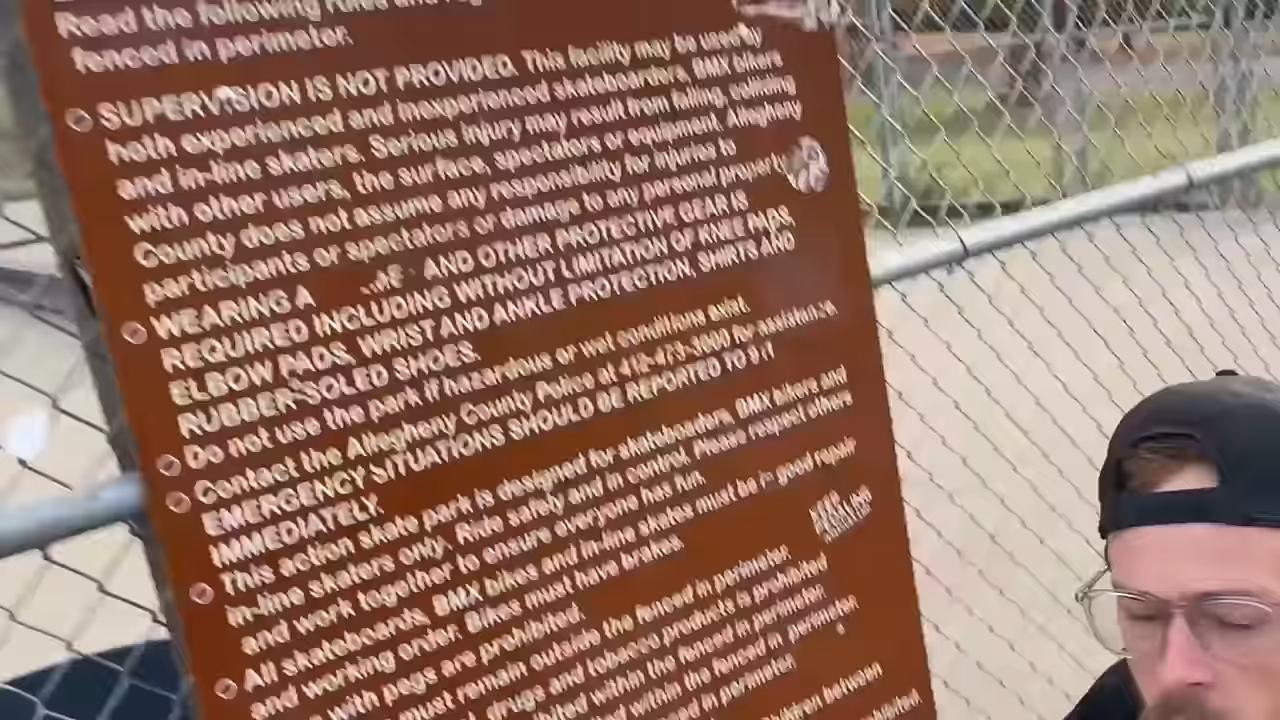 Read the following rules and
fenced in perimeter.
SUPERVISION IS NOT PROVIDED. This facility may be used by
both experienced and inexperienced skateboarders, BMX bikers
and in-line skaters. Serious injury may result from falling, colliding
with other users, the surface, spectators or equipment. Allegheny
County does not assume any responsibility for injuries to
participants or spectators or damage to any personal property
WEARING A AND OTHER PROTECTIVE GEAR IS
REQUIRED INCLUDING WITHOUT LIMITATION OF KNEE PADS,
ELBOW PADS, WRIST AND ANKLE PROTECTION, SHIRTS AND
RUBBER-SOLED SHOES.
Do not use the park if hazardous or wet conditions exist
Contact the Allegheny County Police at 412-473-3000 for assistance
EMERGENCY SITUATIONS SHOULD BE REPORTED TO 911
IMMEDIATELY.
This action skate park is designed for skateboarders, BMX bikers and
in-line skaters only. Ride safely and in control. Please respect others
and work together to ensure everyone has fun.
All skateboards, BMX bikes and in-line skates must be in good repair
and working order. Bikes must have brakes.
with pegs are prohibited.
must remain outside the fenced in perimeter.
drugs and tobacco products is prohibited
within the fenced in perimeter.
within the fenced in perimeter.
in perimeter
Children between